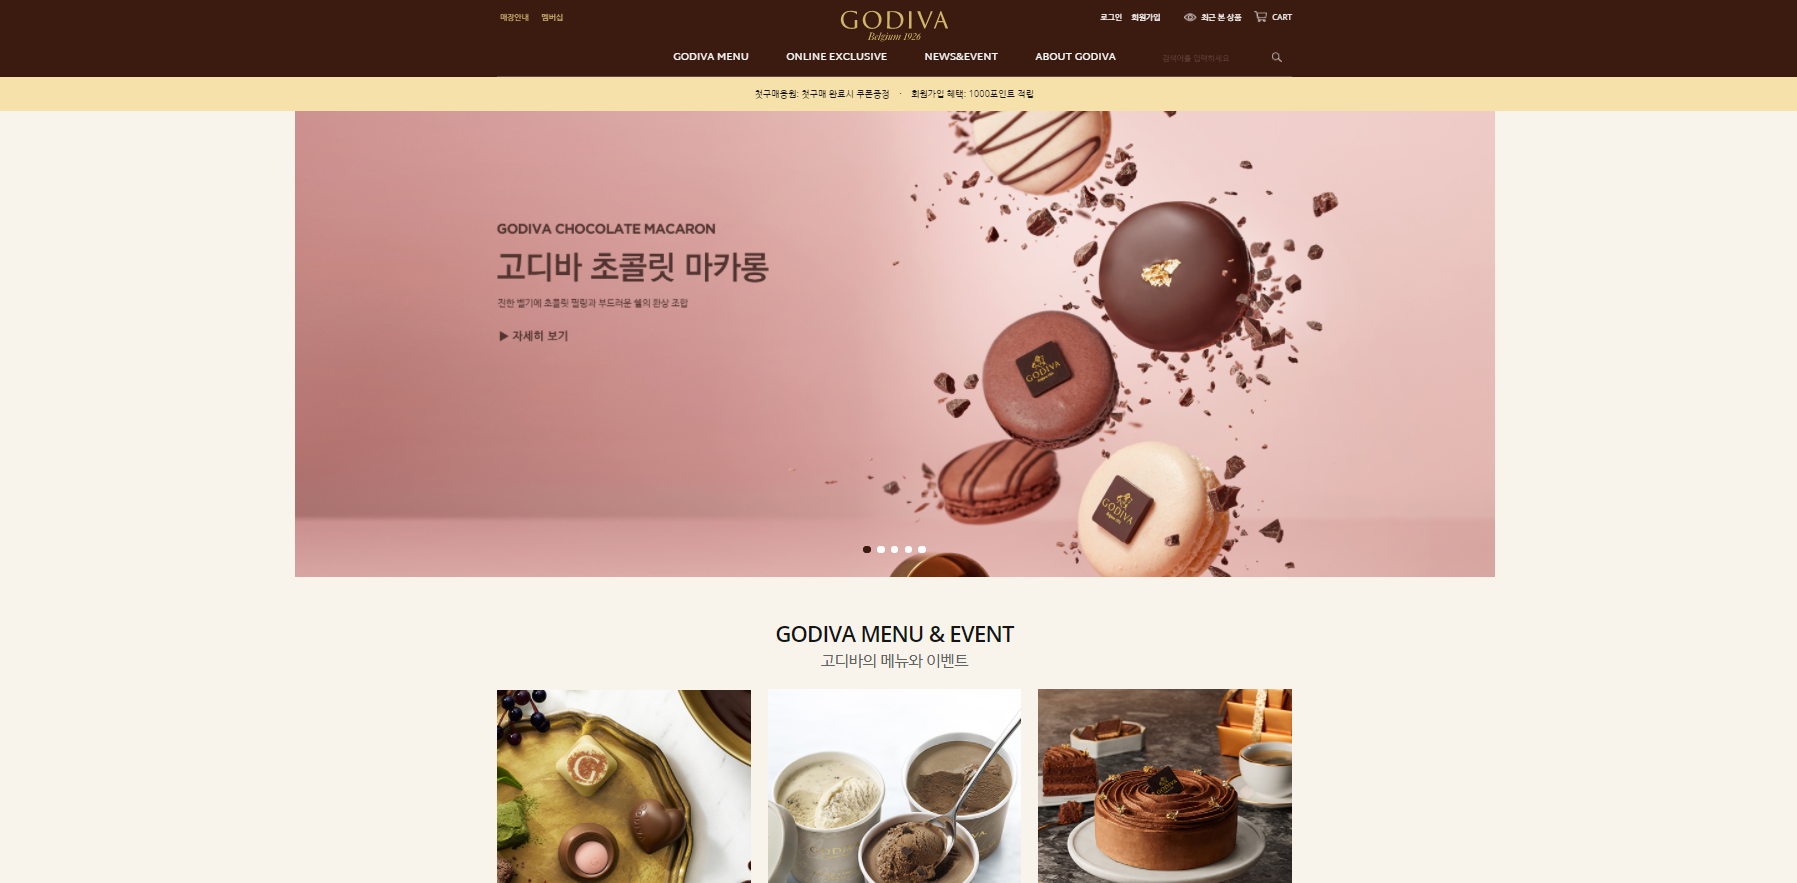 매장안내 멤버십
GODIVA
Belgium 1926
로그인 회원가입 최근 본 상품 CART
GODIVA MENU ONLINE EXCLUSIVE NEWS&EVENT ABOUT GODIVA 검색어를 입력하세요
첫구매응원: 첫구매 완료시 쿠폰증정 · 회원가입 혜택: 1000포인트 적립
GODIVA CHOCOLATE MACARON
고디바 초콜릿 마카롱
진한 벨기에 초콜릿 필링과 부드러운 쉘의 환상 조합
▶ 자세히 보기
GODIVA
GODIVA
GODIVA MENU & EVENT
고디바의 메뉴와 이벤트
GODIVA
GODIVA